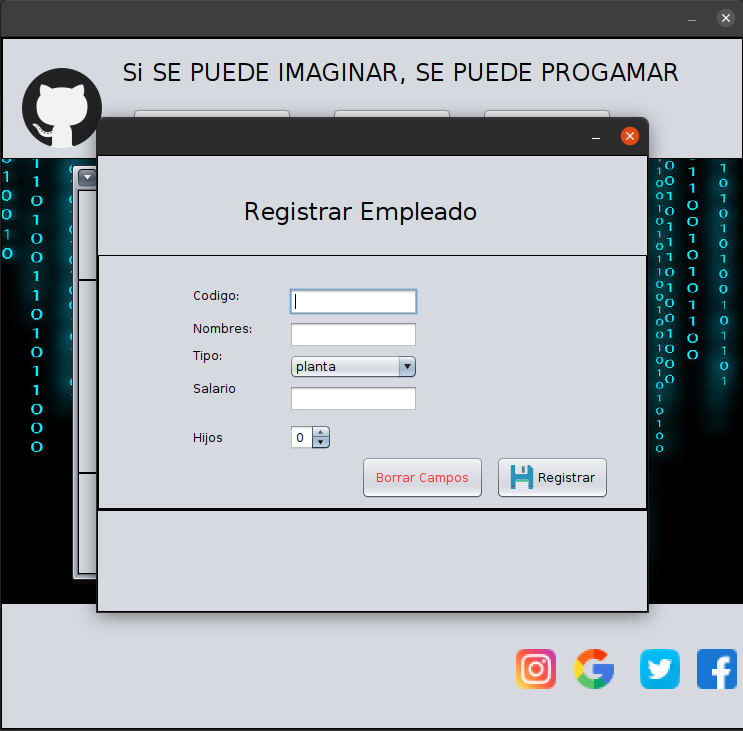 Si SE PUEDE IMAGINAR, SE PUEDE PROGAMAR
Registrar Empleado
Codigo:
Nombres:
Tipo:
planta
Salario
Hijos
0
Borrar Campos
Registrar